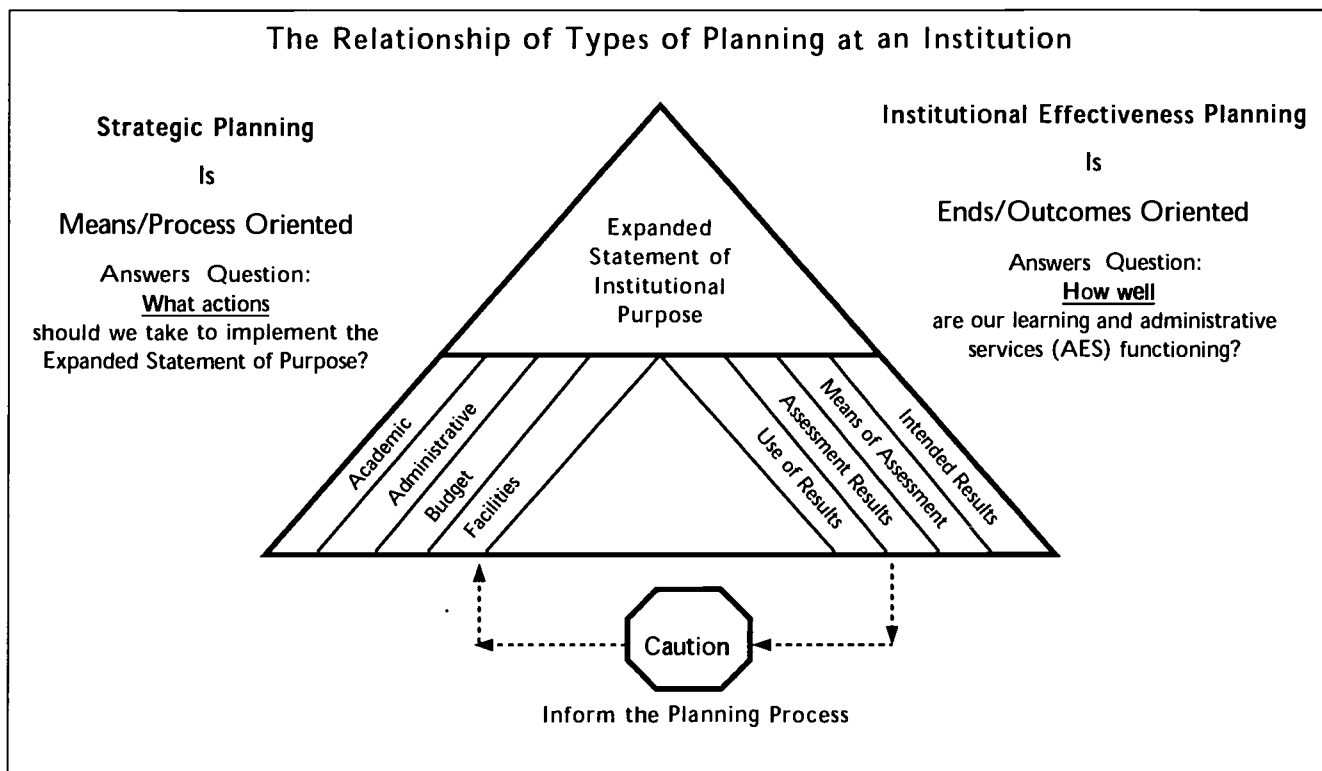 The Relationship of Types of Planning at an Institution
Strategic Planning
Is
Means/Process Oriented
Answers Question:
What actions
should we take to implement the
Expanded Statement of Purpose?
Institutional Effectiveness Planning
Is
Ends/Outcomes Oriented
Answers Question:
How well
are our learning and administrative
services (AES) functioning?
Expanded
Statement of
Institutional
Purpose
Academic
Administrative
Budget
Facilities
Use of Results
Assessment Results
Means of Assessment
Intended Results
Caution
Inform the Planning Process